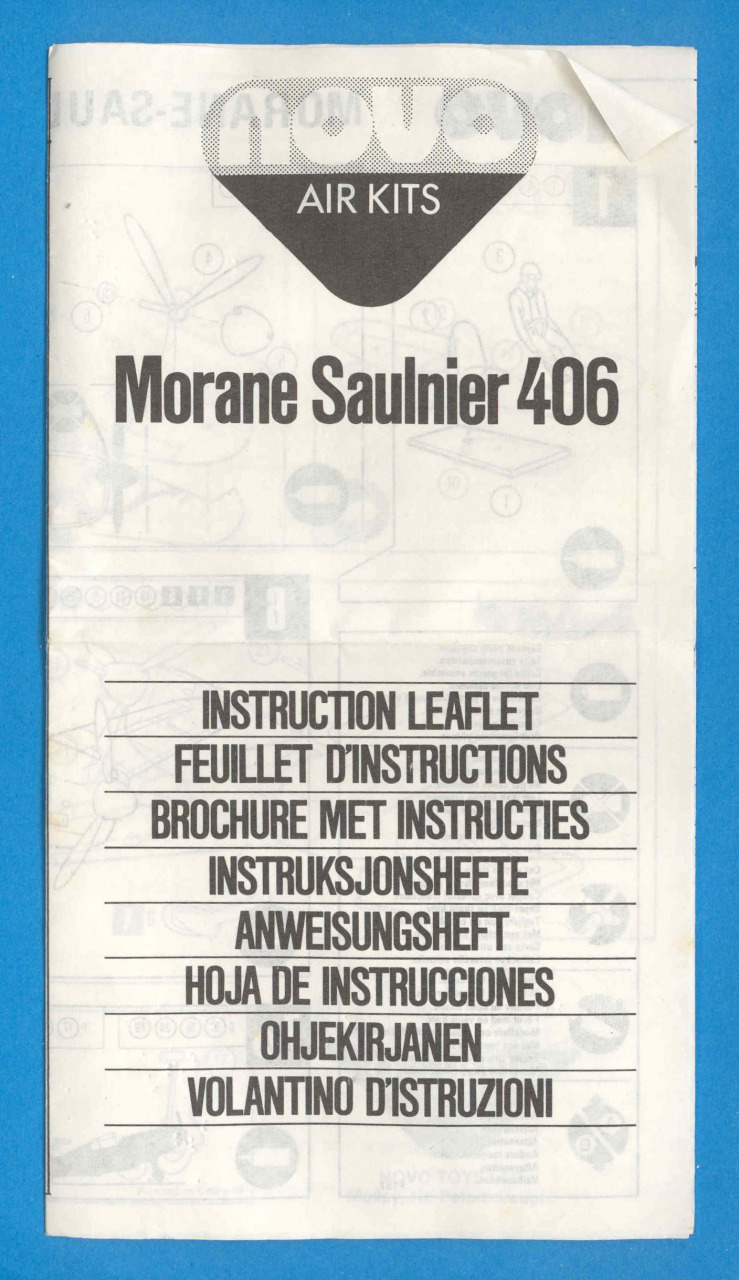 novo
AIR KITS
Morane Saulnier 406
INSTRUCTION LEAFLET
FEUILLET D'INSTRUCTIONS
BROCHURE MET INSTRUCTIES
INSTRUKSJONSHEFTE
ANWEISUNGSHEFT
HOJA DE INSTRUCCIONES
OHJEKIRJANEN
VOLANTINO D'ISTRUZIONI